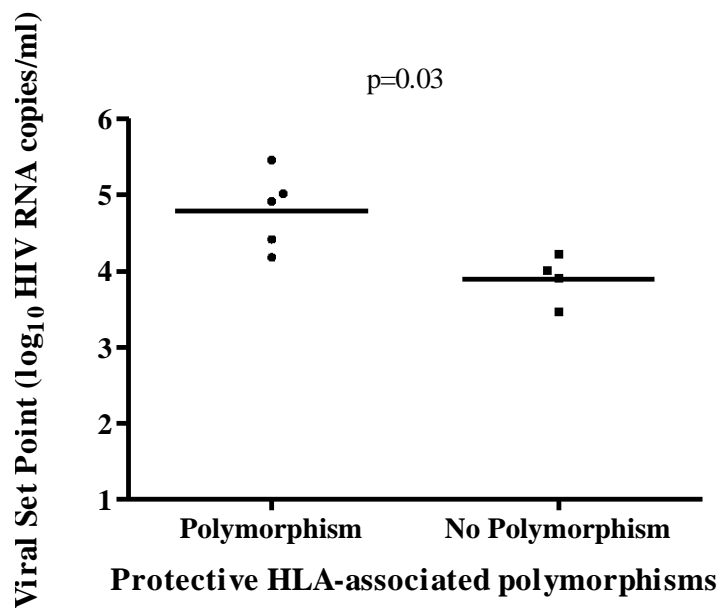 p=0.03
Viral Set Point (log10 HIV RNA copies/ml)
6
5
4
3
2
1
Polymorphism No Polymorphism
Protective HLA-associated polymorphisms